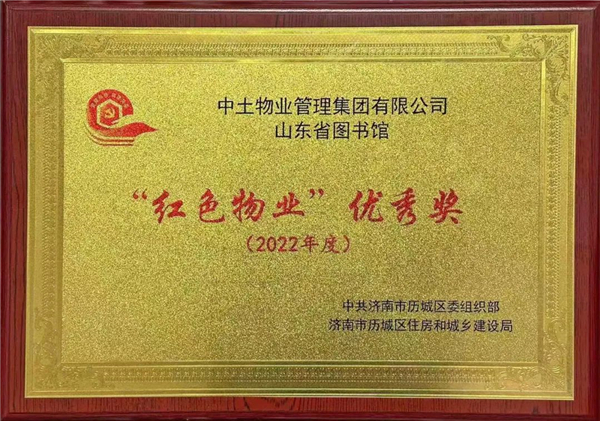 中土物业管理集团有限公司
山东省图书馆
“红色物业”优秀奖
（2022年度）
中共济南市历城区委组织部
济南市历城区住房和城乡建设局